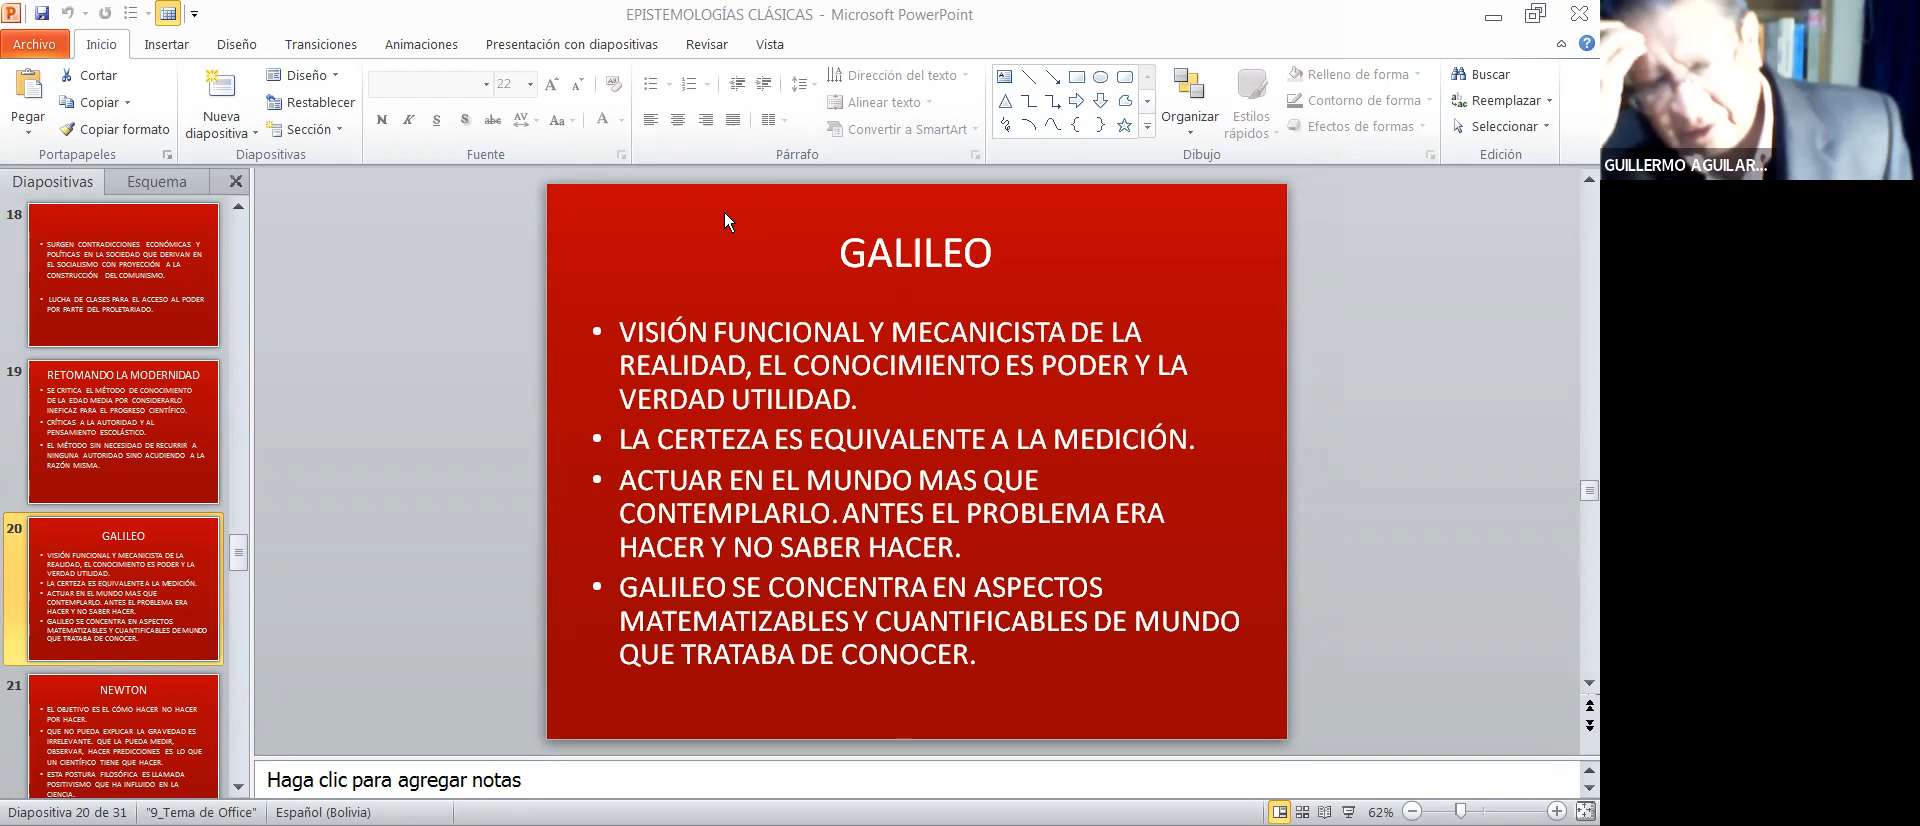 EPISTEMOLOGÍAS CLÁSICAS - Microsoft PowerPoint
Archivo Inicio Insertar Diseño Transiciones Animaciones Presentación con diapositivas Revisar Vista
Pegar
Cortar
Copiar
Copiar formato
Portapapeles
Nueva
diapositiva
Diseño
Restablecer
Sección
Diapositivas
22
N K S S abc AV Aa A
Fuente
Dirección del texto
Alinear texto
Convertir a SmartArt
Párrafo
Organizar
Estilos
rápidos
Relleno de forma
Contorno de forma
Efectos de formas
Dibujo
Buscar
Reemplazar
Seleccionar
Edición
GUILLERMO AGUILAR...
Diapositivas Esquema
18
• SURGEN CONTRADICCIONES ECONÓMICAS Y
POLÍTICAS EN LA SOCIEDAD QUE DERIVAN EN
EL SOCIALISMO CON PROYECCIÓN A LA
CONSTRUCCIÓN DEL COMUNISMO.
• LUCHA DE CLASES PARA EL ACCESO AL PODER
POR PARTE DEL PROLETARIADO.
19
RETOMANDO LA MODERNIDAD
• SE CRITICA EL MÉTODO DE CONOCIMIENTO
DE LA EDAD MEDIA POR CONSIDERARLO
INEFICAZ PARA EL PROGRESO CIENTÍFICO.
• CRÍTICAS A LA AUTORIDAD Y AL
PENSAMIENTO ESCOLÁSTICO.
• EL MÉTODO SIN NECESIDAD DE RECURRIR A
NINGUNA AUTORIDAD SINO ACUDIENDO A LA
RAZÓN MISMA.
20
GALILEO
• VISIÓN FUNCIONAL Y MECANICISTA DE LA
REALIDAD, EL CONOCIMIENTO ES PODER Y LA
VERDAD UTILIDAD.
• LA CERTEZA ES EQUIVALENTE A LA MEDICIÓN.
• ACTUAR EN EL MUNDO MAS QUE
CONTEMPLARLO. ANTES EL PROBLEMA ERA
HACER Y NO SABER HACER.
• GALILEO SE CONCENTRA EN ASPECTOS
MATEMATIZABLES Y CUANTIFICABLES DE MUNDO
QUE TRATABA DE CONOCER.
21
NEWTON
• EL OBJETIVO ES EL CÓMO HACER NO HACER
POR HACER.
• QUE NO PUEDA EXPLICAR LA GRAVEDAD ES
IRRELEVANTE. QUE LA PUEDA MEDIR,
OBSERVAR, HACER PREDICCIONES ES LO QUE
UN CIENTÍFICO TIENE QUE HACER.
• ESTA POSTURA FILOSÓFICA ES LLAMADA
POSITIVISMO QUE HA INFLUIDO EN LA
CIENCIA.
GALILEO
• VISIÓN FUNCIONAL Y MECANICISTA DE LA
REALIDAD, EL CONOCIMIENTO ES PODER Y LA
VERDAD UTILIDAD.
• LA CERTEZA ES EQUIVALENTE A LA MEDICIÓN.
• ACTUAR EN EL MUNDO MAS QUE
CONTEMPLARLO. ANTES EL PROBLEMA ERA
HACER Y NO SABER HACER.
• GALILEO SE CONCENTRA EN ASPECTOS
MATEMATIZABLES Y CUANTIFICABLES DE MUNDO
QUE TRATABA DE CONOCER.
Haga clic para agregar notas
Diapositiva 20 de 31 "9_Tema de Office" Español (Bolivia) 62%